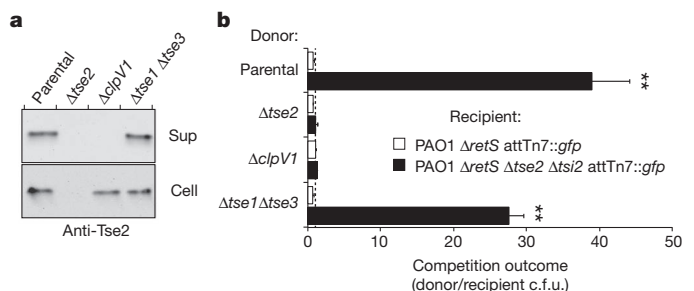 a
Parental
Δtse2
ΔclpV1
Δtse1 Δtse3
Sup
Cell
Anti-Tse2
b
Donor:
Parental
Δtse2
ΔclpV1
Δtse1Δtse3
**
Recipient:
PAO1 ΔretS attTn7::gfp
PAO1 ΔretS Δtse2 Δtsi2 attTn7::gfp
**
0 10 20 30 40 50
Competition outcome
(donor/recipient c.f.u.)